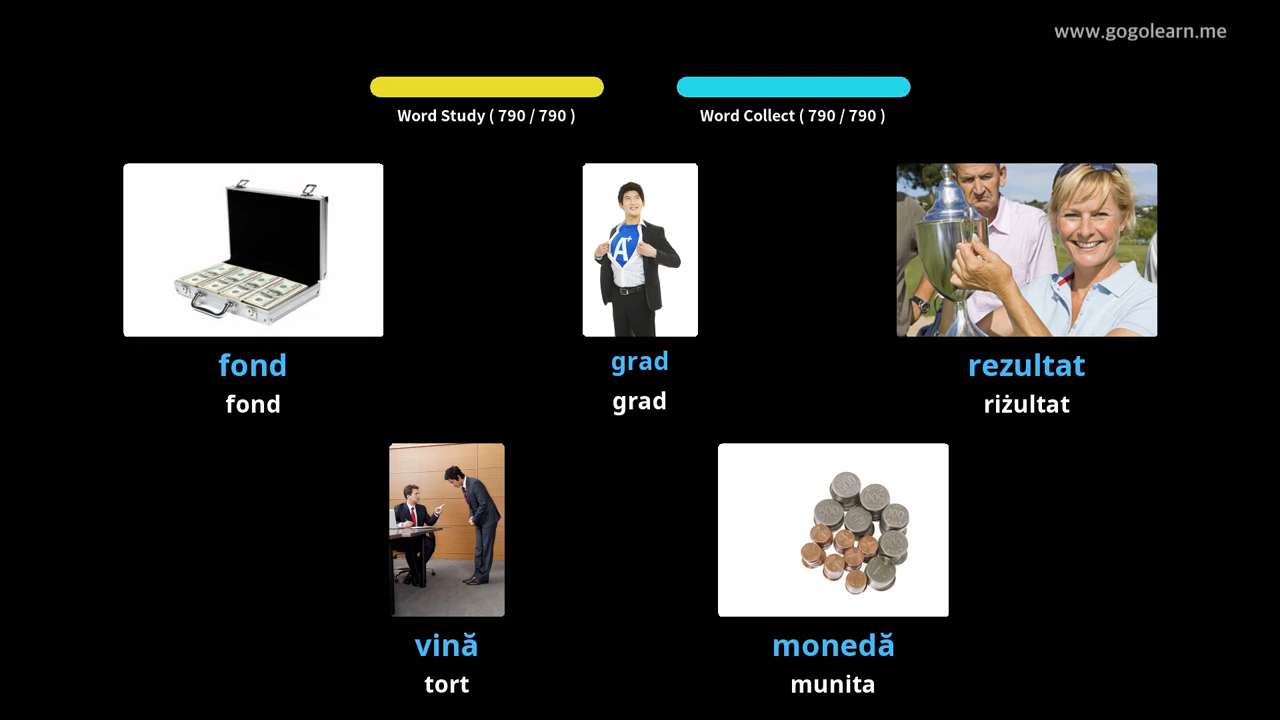 www.gogolearn.me
Word Study ( 790 / 790 )
Word Collect ( 790 / 790 )
A+
fond
fond
grad
grad
rezultat
riżultat
vină
tort
monedă
munita